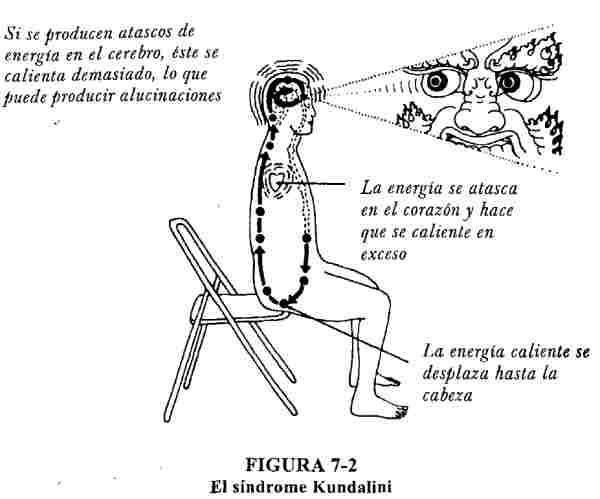 Si se producen atascos de
energía en el cerebro, éste se
calienta demasiado, lo que
puede producir alucinaciones
La energía se atasca
en el corazón y hace
que se caliente en
exceso
La energía caliente se
desplaza hasta la
cabeza
FIGURA 7-2
El síndrome Kundalini